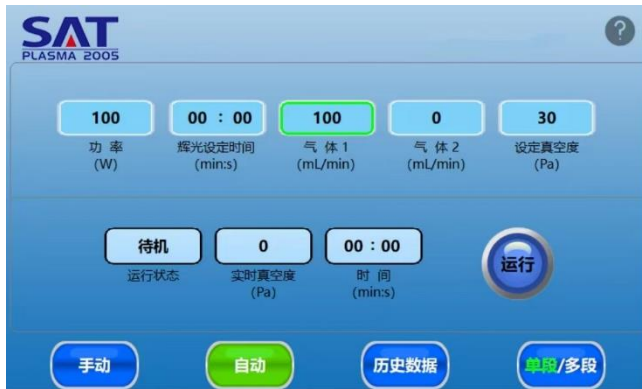 SAT
PLASMA 2005
?
100 00 : 00 100 0 30
功 率 辉光设定时间 气 体 1 气 体 2 设定真空度
(W) (min:s) (mL/min) (mL/min) (Pa)
待机 0 00 : 00 运行
运行状态 实时真空度 时 间
(Pa) (min:s)
手动 自动 历史数据 单段/多段